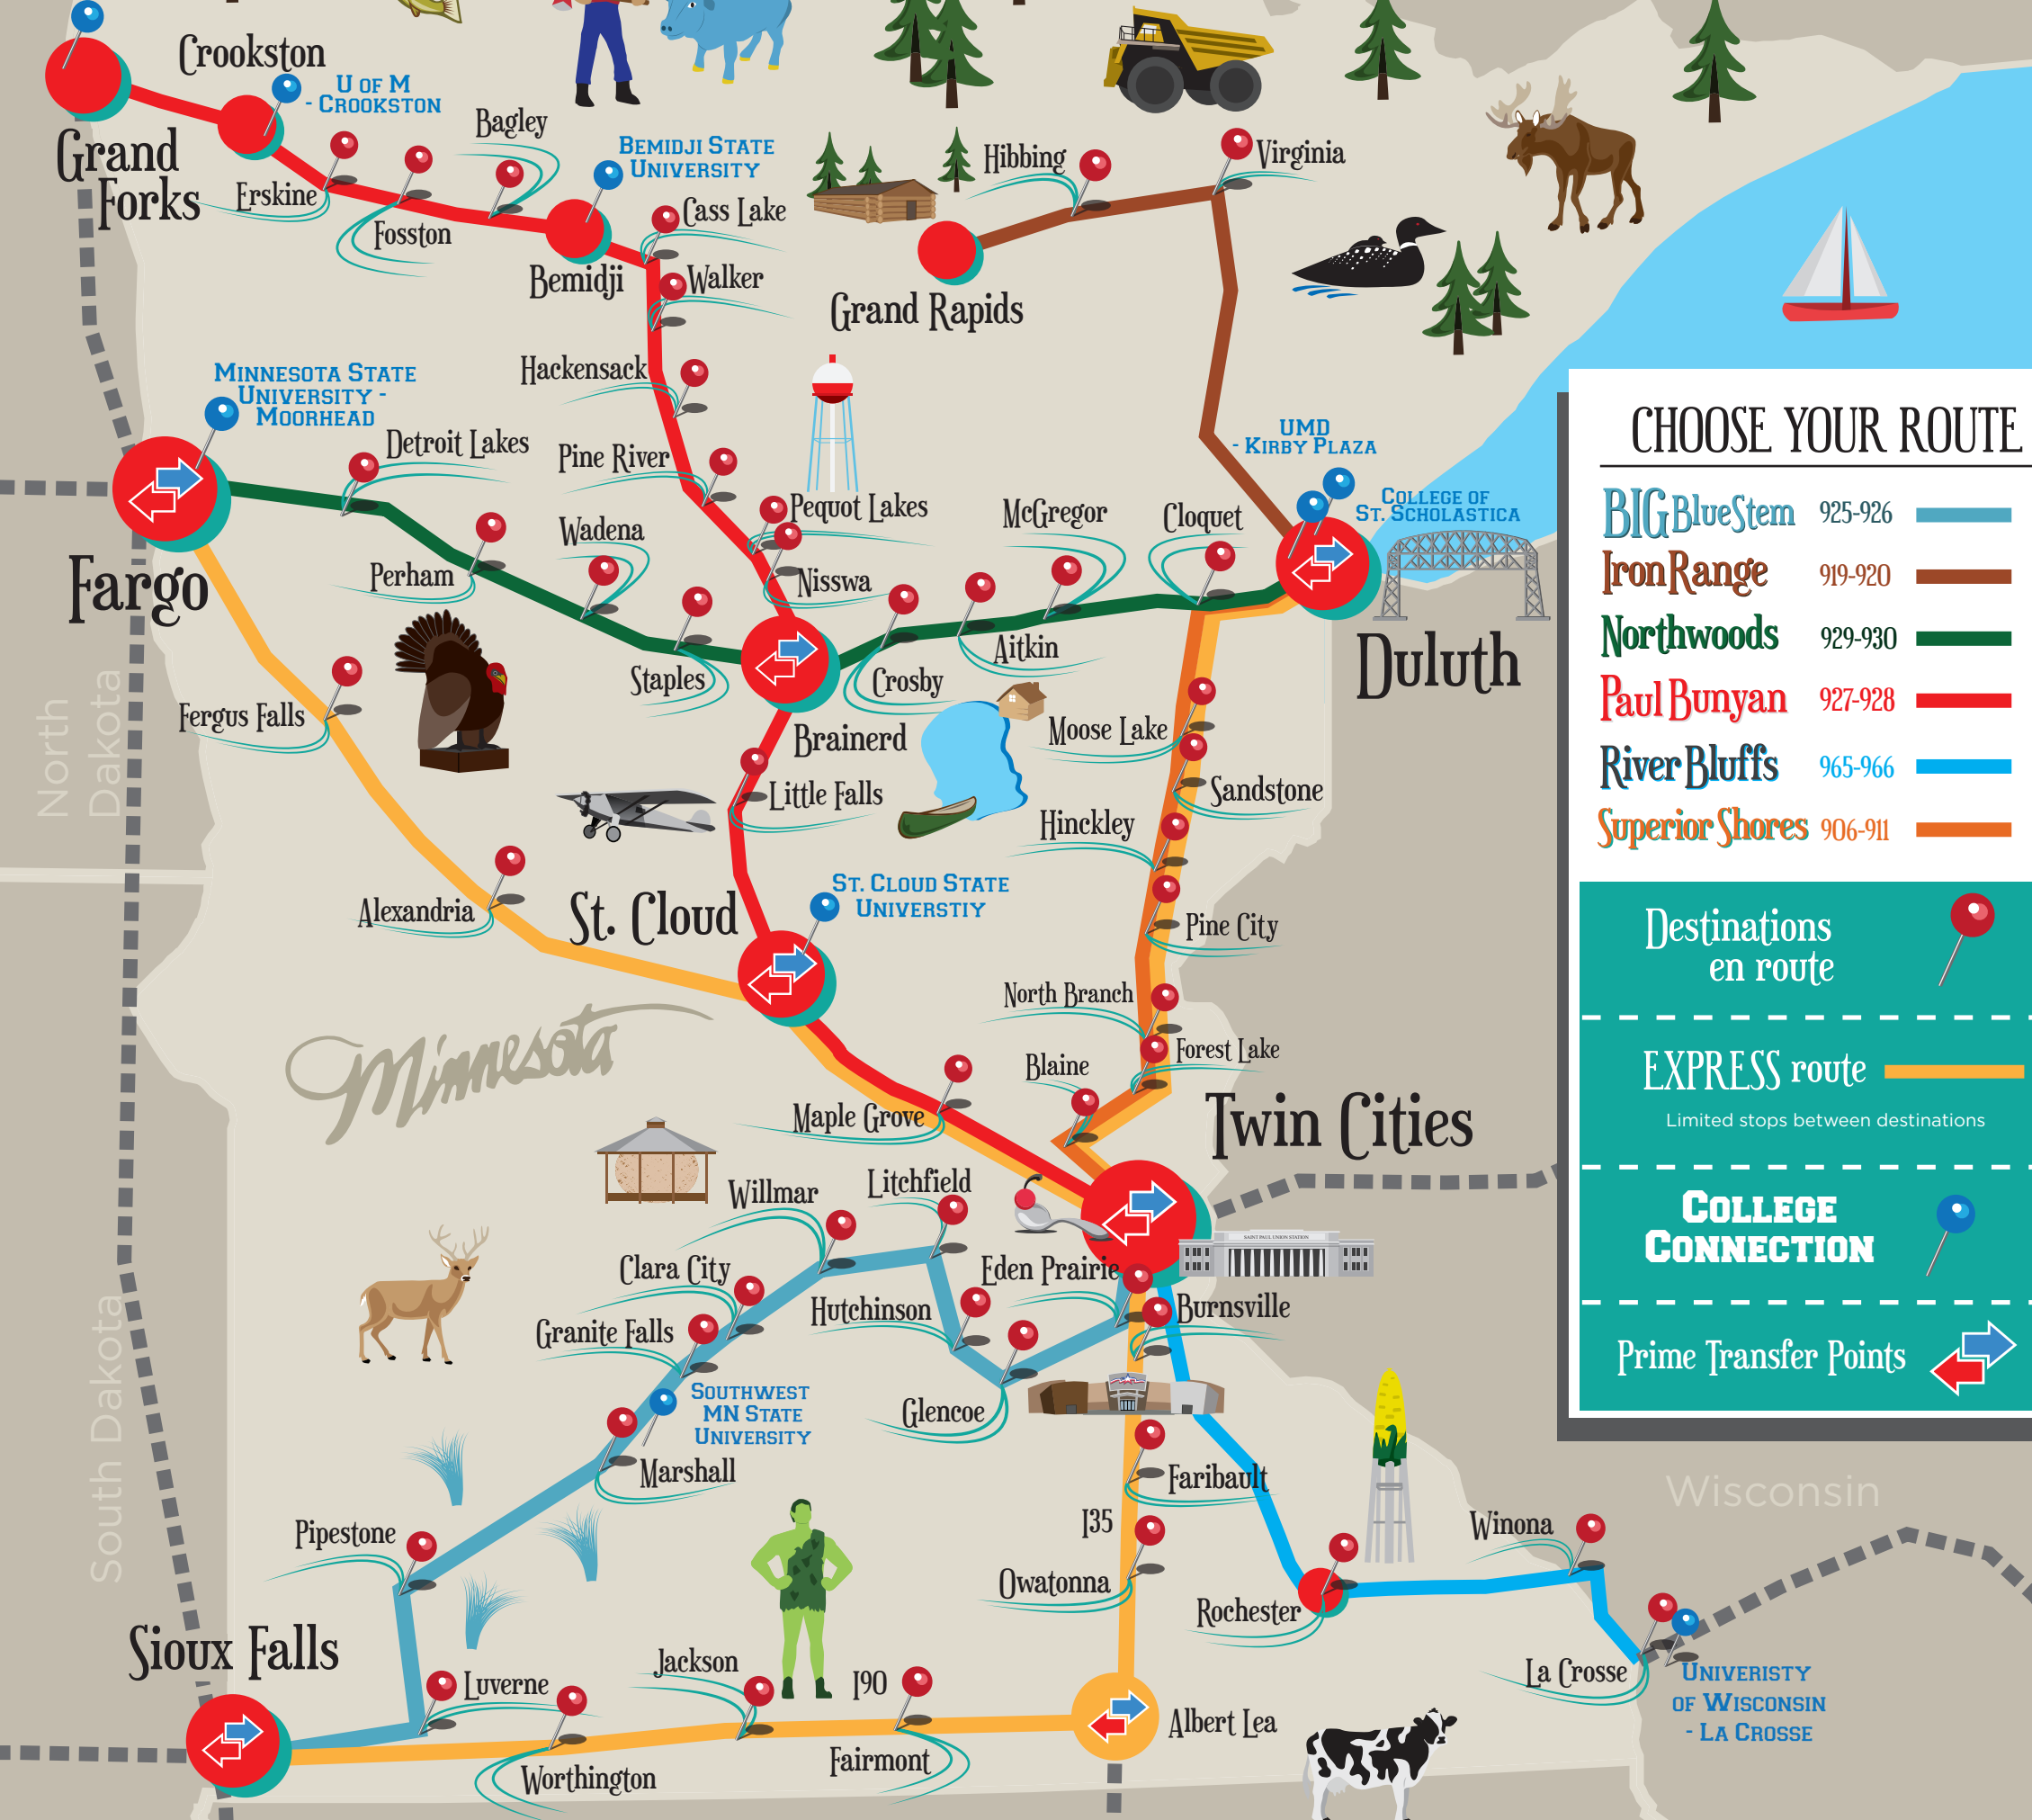 Crookston
U of M
- Crookston
Grand
Forks
Erskine
Fosston
Bagley
Bemidji State
University
Bemidji
Cass Lake
Walker
Hackensack
Pine River
Pequot Lakes
Nisswa
Grand Rapids
Hibbing
Virginia
Minnesota State
University -
Moorhead
Fargo
Detroit Lakes
Perham
Wadena
Staples
Brainerd
Crosby
Aitkin
McGregor
Cloquet
UMD
- Kirby Plaza
College of
St. Scholastica
Duluth
North
Dakota
Fergus Falls
Alexandria
Little Falls
St. Cloud
St. Cloud State
Universtiy
Moose Lake
Sandstone
Hinckley
Pine City
North Branch
Forest Lake
Blaine
Maple Grove
Minnesota
Twin Cities
SAINT PAUL UNION STATION
Willmar
Litchfield
Clara City
Granite Falls
Hutchinson
Glencoe
Eden Prairie
Burnsville
Southwest
MN State
University
Marshall
Pipestone
South Dakota
Sioux Falls
Luverne
Worthington
Jackson
I90
Fairmont
Albert Lea
I35
Faribault
Owatonna
Rochester
Winona
La Crosse
Univeristy
of Wisconsin
- La Crosse
Wisconsin
CHOOSE YOUR ROUTE
BIG BlueStem 925-926
Iron Range 919-920
Northwoods 929-930
Paul Bunyan 927-928
River Bluffs 965-966
Superior Shores 906-911
Destinations
en route
EXPRESS route
Limited stops between destinations
College
Connection
Prime Transfer Points